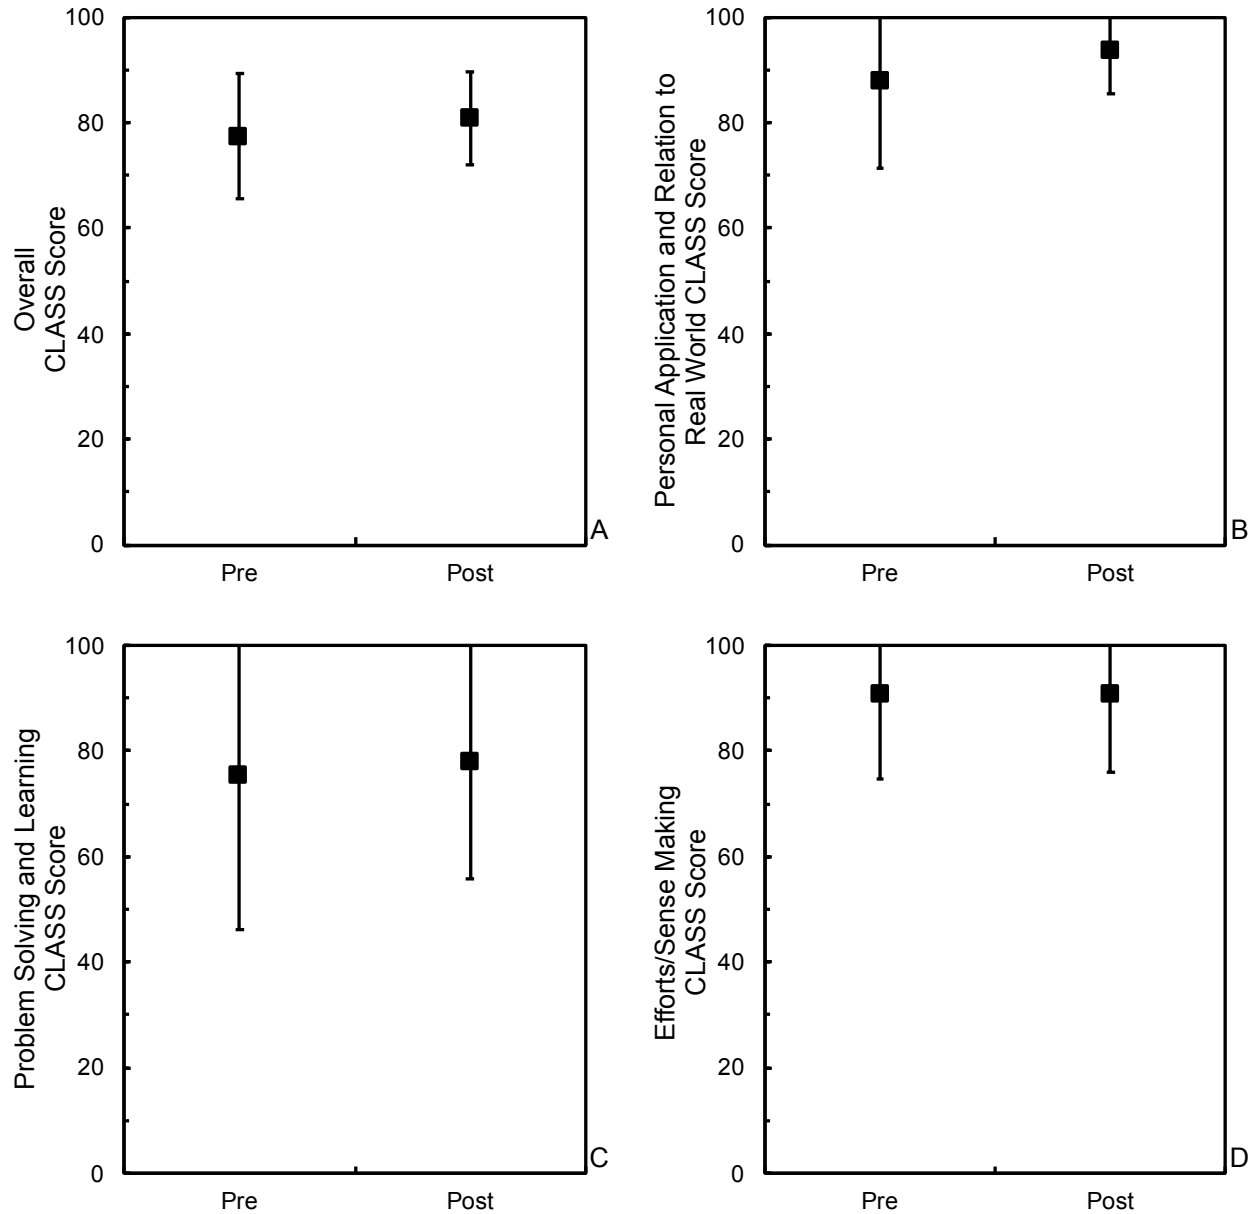 Overall
CLASS Score
100
80
60
40
20
0
Pre
Post
A
Personal Application and Relation to
Real World CLASS Score
100
80
60
40
20
0
Pre
Post
B
Problem Solving and Learning
CLASS Score
100
80
60
40
20
0
Pre
Post
C
Efforts/Sense Making
CLASS Score
100
80
60
40
20
0
Pre
Post
D